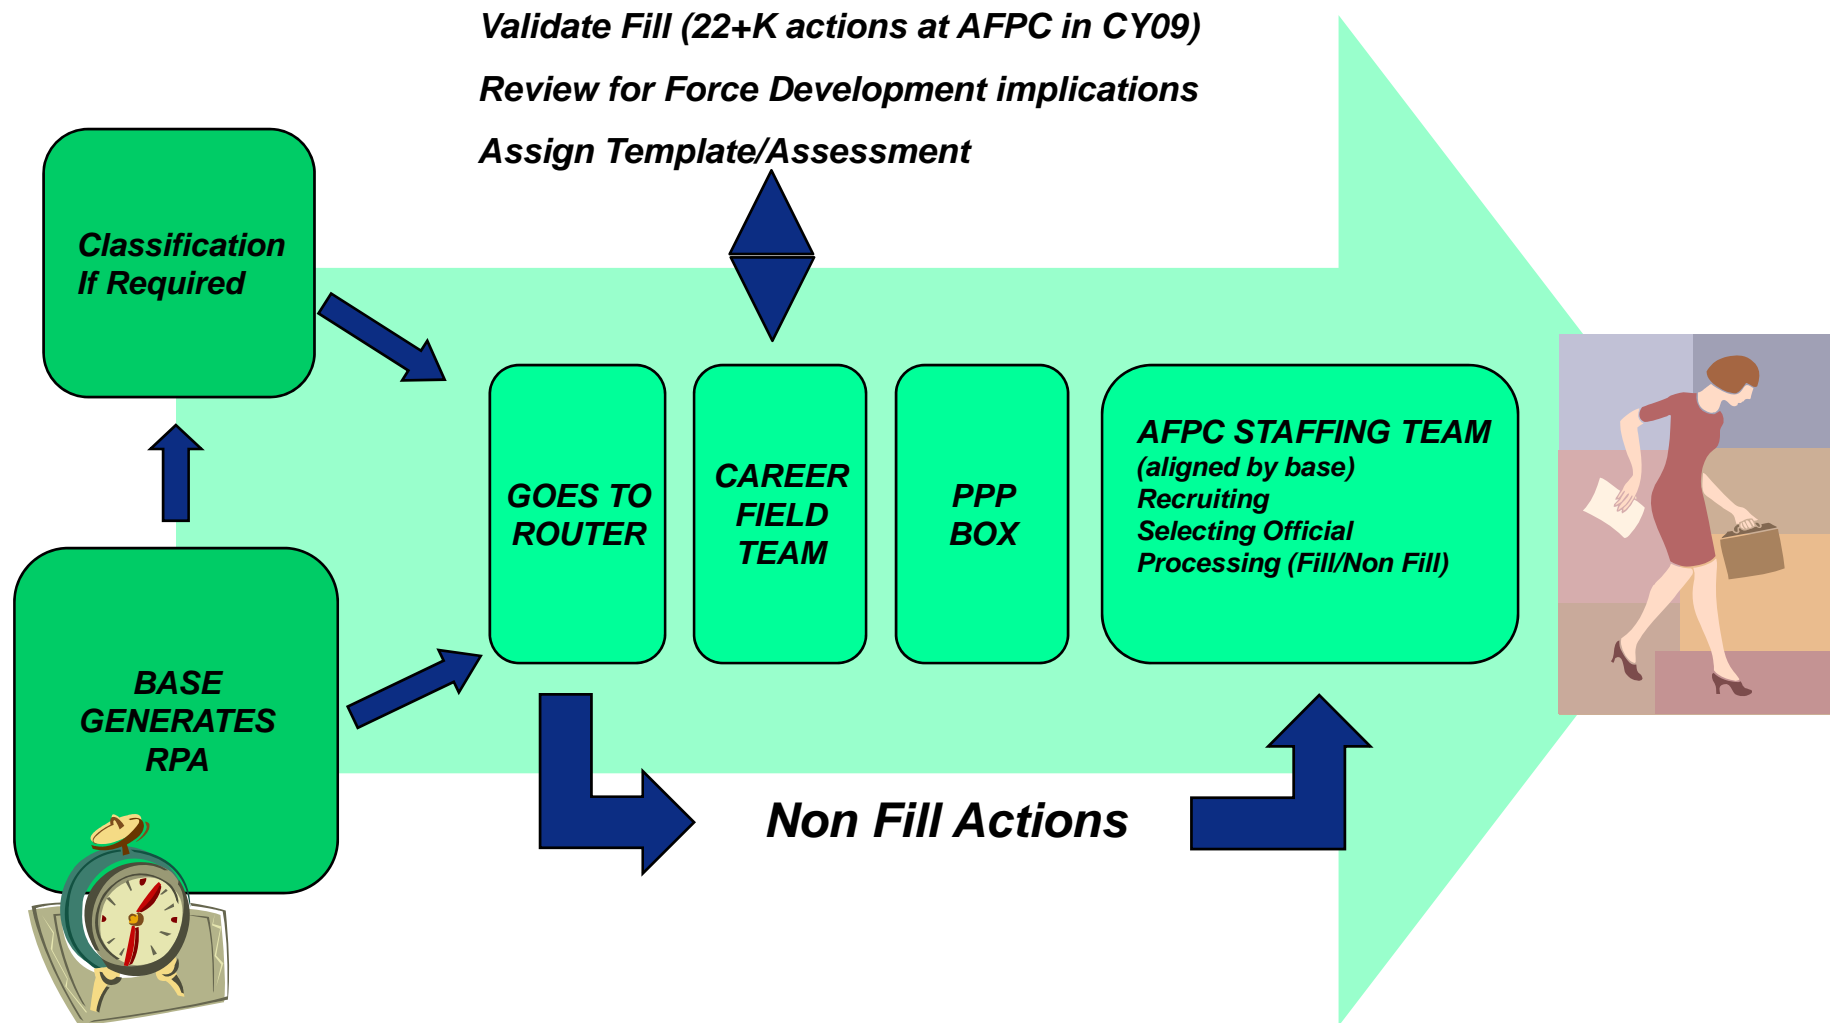 Validate Fill (22+K actions at AFPC in CY09)
Review for Force Development implications
Assign Template/Assessment
Classification
If Required
BASE
GENERATES
RPA
GOES TO
ROUTER
CAREER
FIELD
TEAM
PPP
BOX
AFPC STAFFING TEAM
(aligned by base)
Recruiting
Selecting Official
Processing (Fill/Non Fill)
Non Fill Actions